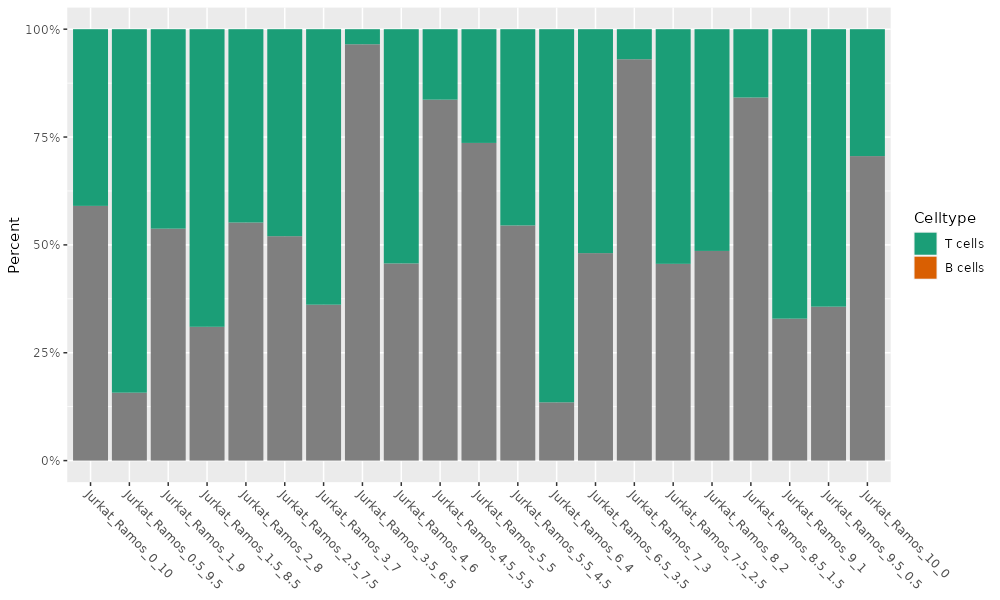 100%
75%
50%
25%
0%
Percent
Jurkat_Ramos_0_10
Jurkat_Ramos_0.5_9.5
Jurkat_Ramos_1_9
Jurkat_Ramos_1.5_8.5
Jurkat_Ramos_2_8
Jurkat_Ramos_2.5_7.5
Jurkat_Ramos_3_7
Jurkat_Ramos_3.5_6.5
Jurkat_Ramos_4_6
Jurkat_Ramos_4.5_5.5
Jurkat_Ramos_5_5
Jurkat_Ramos_5.5_4.5
Jurkat_Ramos_6_4
Jurkat_Ramos_6.5_3.5
Jurkat_Ramos_7_3
Jurkat_Ramos_7.5_2.5
Jurkat_Ramos_8_2
Jurkat_Ramos_8.5_1.5
Jurkat_Ramos_9_1
Jurkat_Ramos_9.5_0.5
Jurkat_Ramos_10_0
Celltype
T cells
B cells